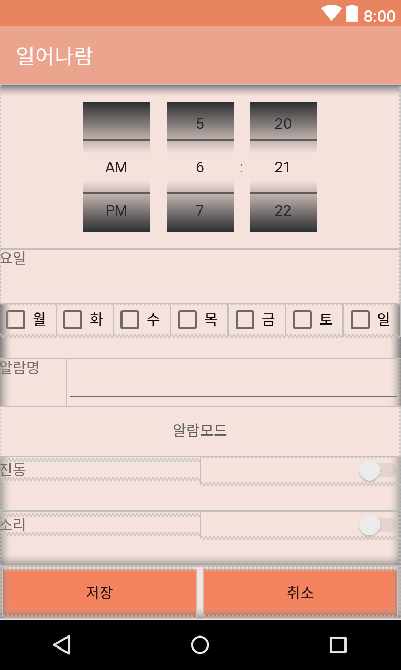 8:00
일어나람
5 20
AM 6 : 21
PM 7 22
요일
월 화 수 목 금 토 일
알람명
알람모드
진동
소리
저장 취소